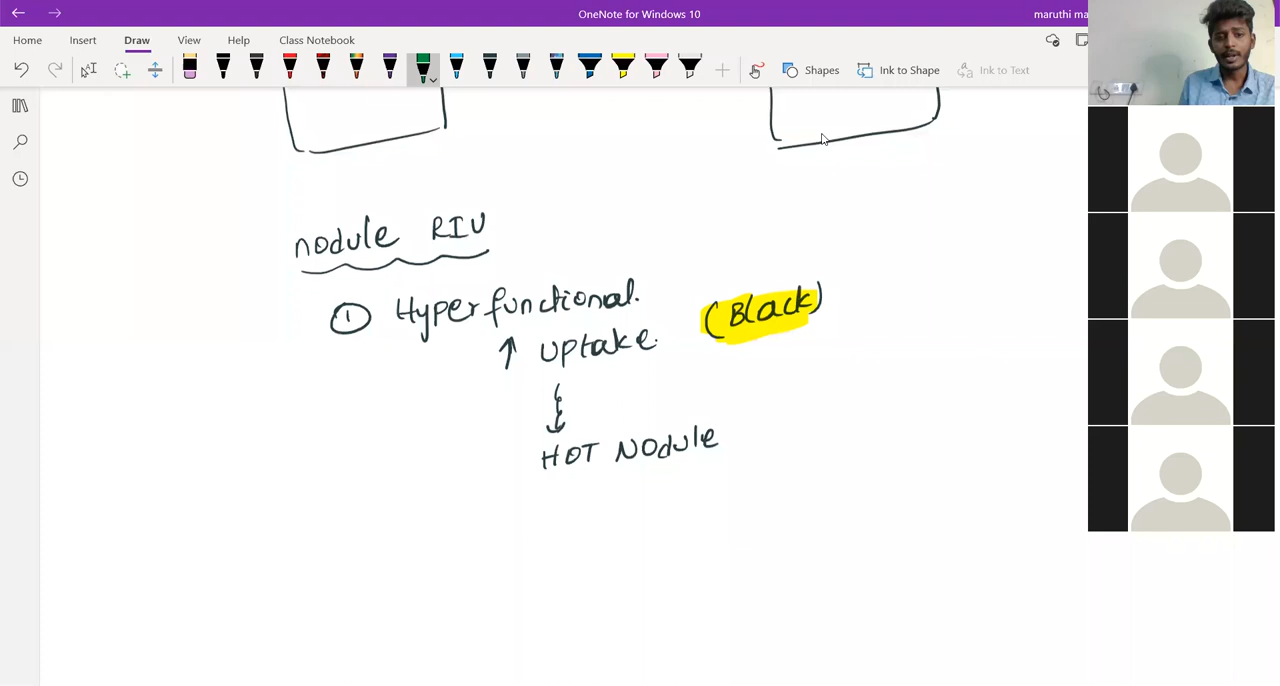 OneNote for Windows 10
maruthi ma
Home Insert Draw View Help Class Notebook
Shapes Ink to Shape Ink to Text
nodule RIU
① Hyperfunctional. (Black)
↑ uptake.
HOT NOdule